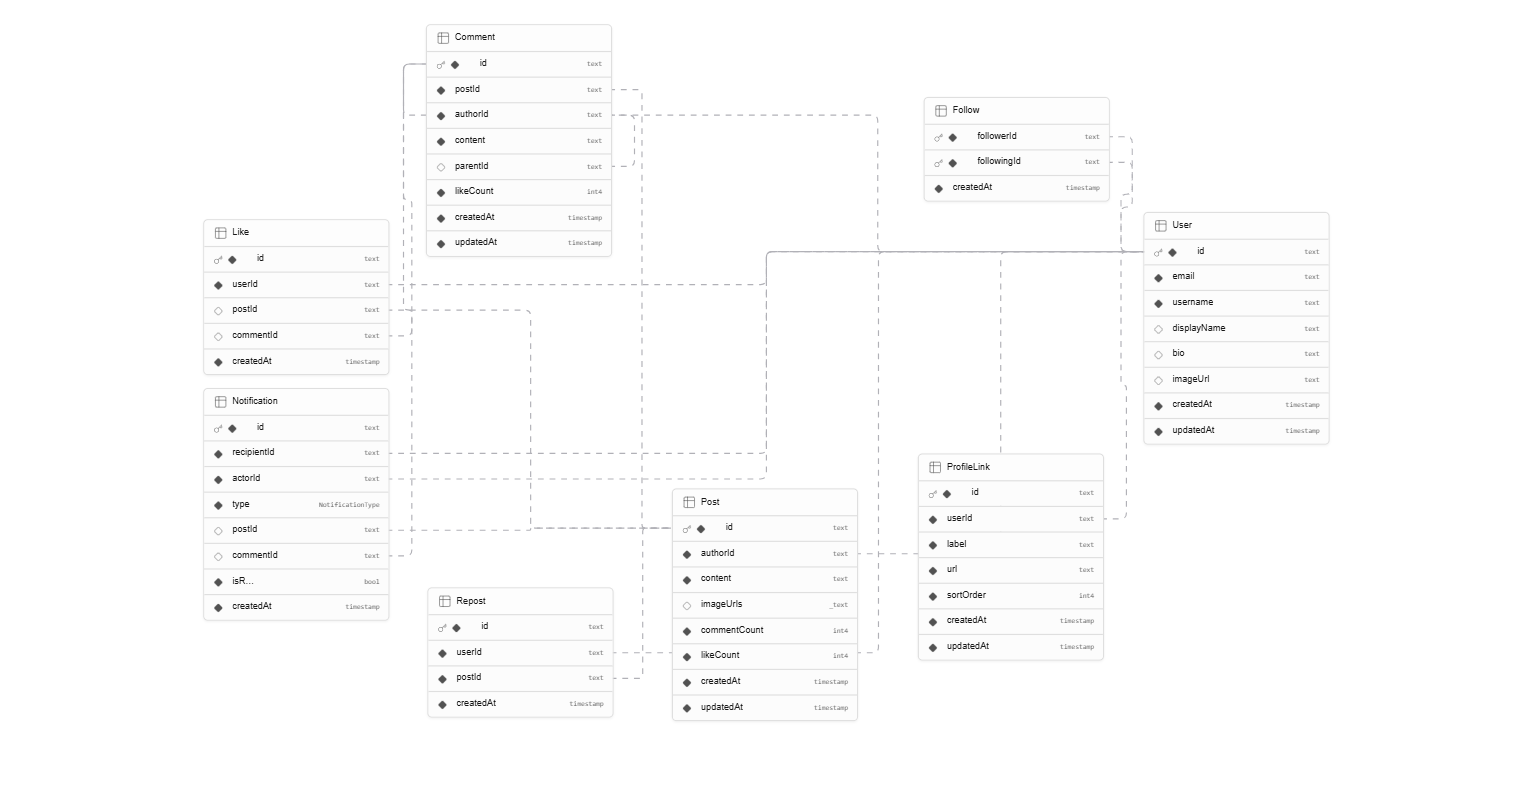 Comment
id text
postId text
authorId text
content text
parentId text
likeCount int4
createdAt timestamp
updatedAt timestamp
Follow
followerId text
followingId text
createdAt timestamp
Like
id text
userId text
postId text
commentId text
createdAt timestamp
User
id text
email text
username text
displayName text
bio text
imageUrl text
createdAt timestamp
updatedAt timestamp
Notification
id text
recipientId text
actorId text
type NotificationType
postId text
commentId text
isR... bool
createdAt timestamp
ProfileLink
id text
userId text
label text
url text
sortOrder int4
createdAt timestamp
updatedAt timestamp
Post
id text
authorId text
content text
imageUrls _text
commentCount int4
likeCount int4
createdAt timestamp
updatedAt timestamp
Repost
id text
userId text
postId text
createdAt timestamp